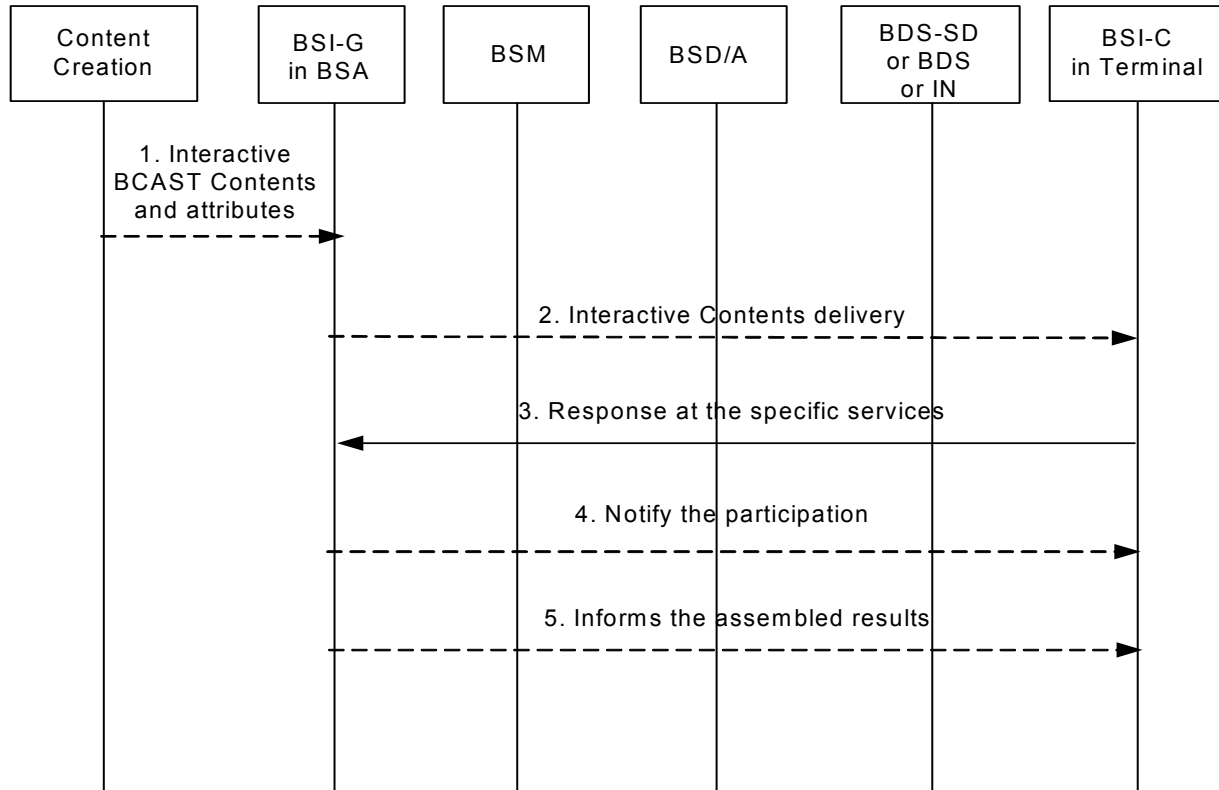 Content
Creation
BSI-G
in BSA
BSM
BSD/A
BDS-SD
or BDS
or IN
BSI-C
in Terminal
1. Interactive
BCAST Contents
and attributes
2. Interactive Contents delivery
3. Response at the specific services
4. Notify the participation
5. Informs the assembled results